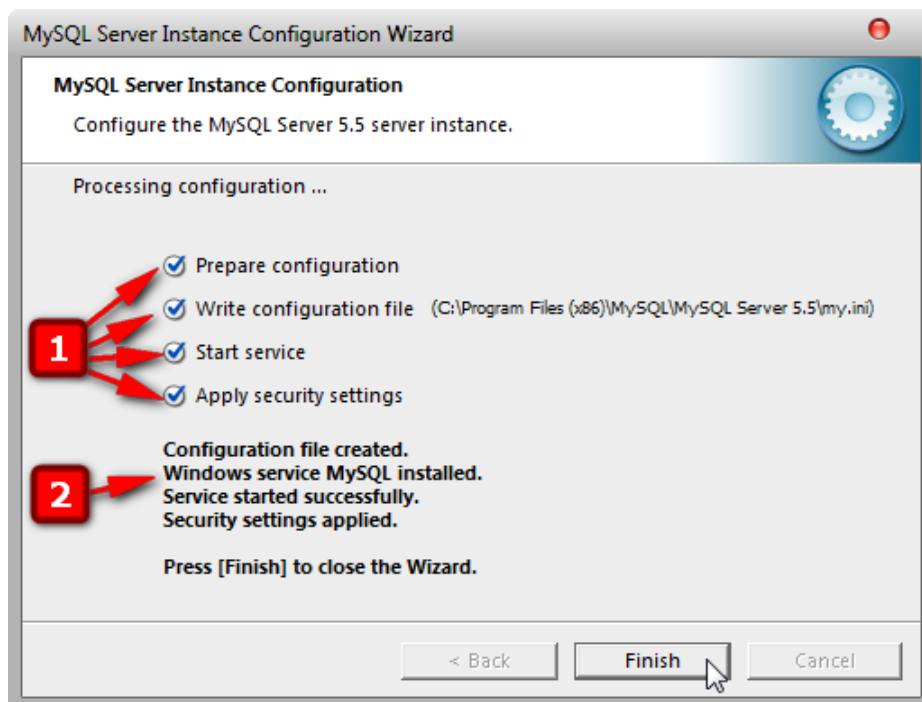 MySQL Server Instance Configuration Wizard
MySQL Server Instance Configuration
Configure the MySQL Server 5.5 server instance.
Processing configuration ...
Prepare configuration
Write configuration file (C:\Program Files (x86)\MySQL\MySQL Server 5.5\my.ini)
1
Start service
Apply security settings
Configuration file created.
Windows service MySQL installed.
2
Service started successfully.
Security settings applied.
Press [Finish] to close the Wizard.
< Back
Finish
Cancel